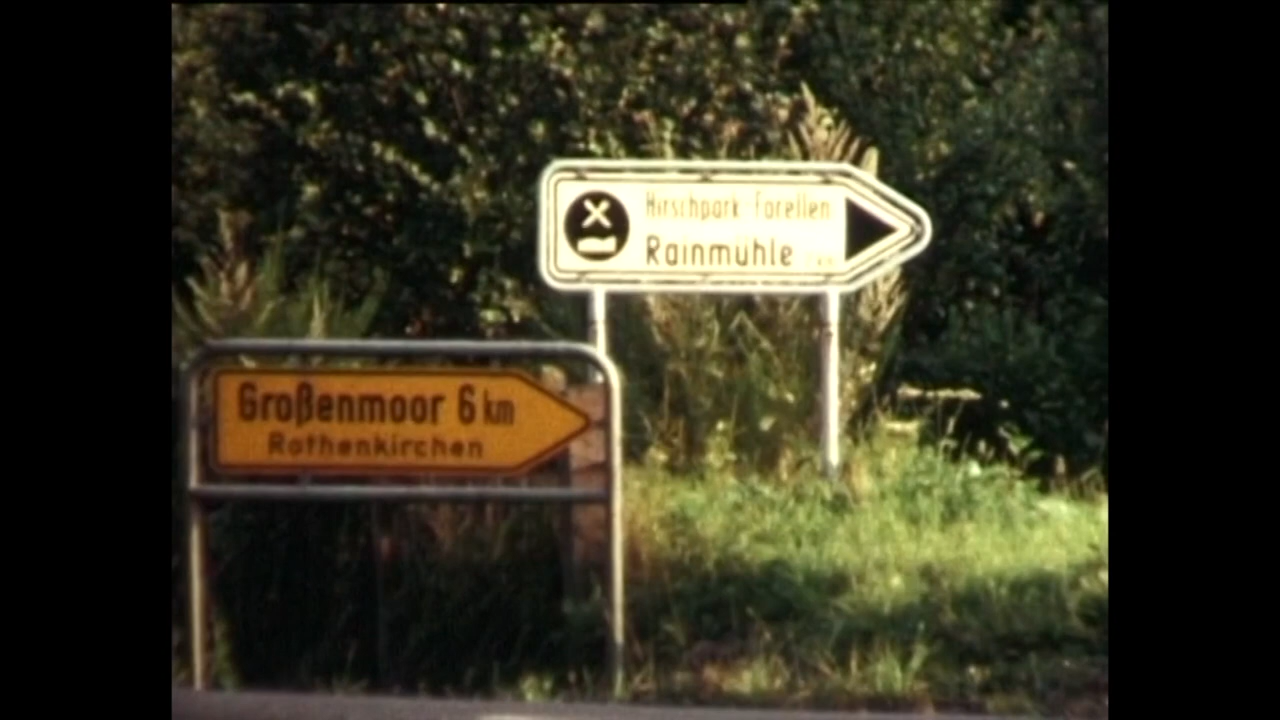 Hirschpark-Forellen
Rainmühle
Großenmoor 6 km
Rothenkirchen